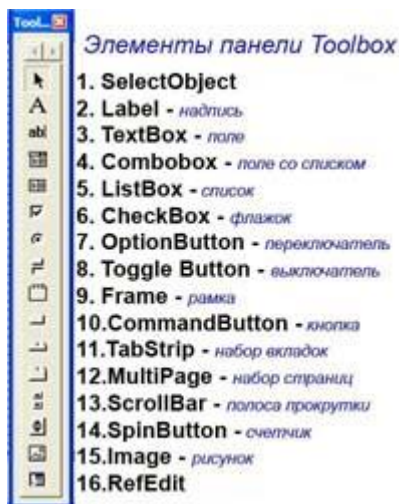 Tool...
Элементы панели Toolbox
1. SelectObject
2. Label - надпись
3. TextBox - поле
4. Combobox - поле со списком
5. ListBox - список
6. CheckBox - флажок
7. OptionButton - переключатель
8. Toggle Button - выключатель
9. Frame - рамка
10.CommandButton - кнопка
11.TabStrip - набор вкладок
12.MultiPage - набор страниц
13.ScrollBar - полоса прокрутки
14.SpinButton - счетчик
15.Image - рисунок
16.RefEdit
A
abl